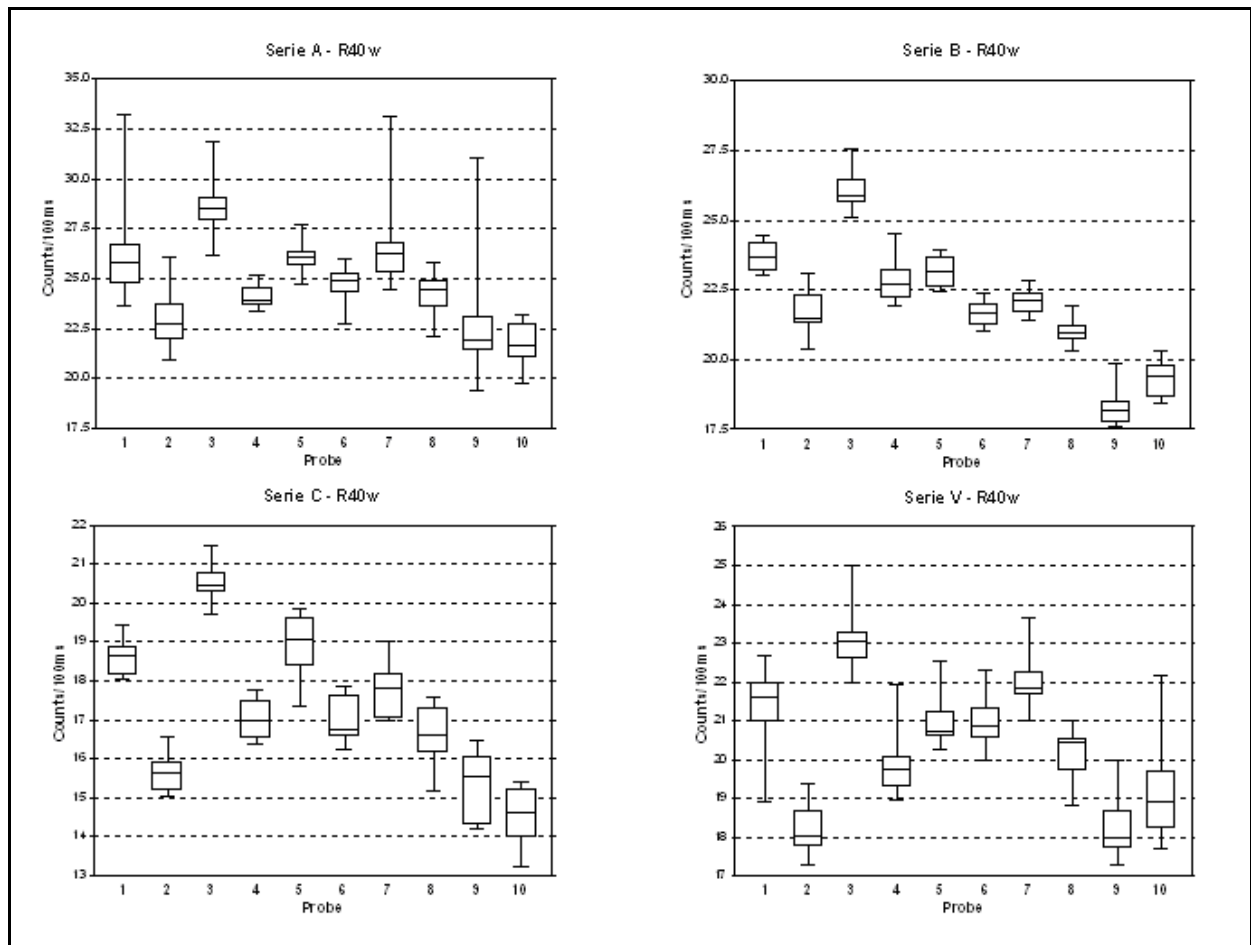 Serie A - R40w
35.0
32.5
30.0
27.5
25.0
22.5
20.0
17.5
Counts/100ms
1 2 3 4 5 6 7 8 9 10
Probe
Serie B - R40w
30.0
27.5
25.0
22.5
20.0
17.5
Counts/100ms
1 2 3 4 5 6 7 8 9 10
Probe
Serie C - R40w
22
21
20
19
18
17
16
15
14
13
Counts/100ms
1 2 3 4 5 6 7 8 9 10
Probe
Serie V - R40w
26
25
24
23
22
21
20
19
18
17
Counts/100ms
1 2 3 4 5 6 7 8 9 10
Probe